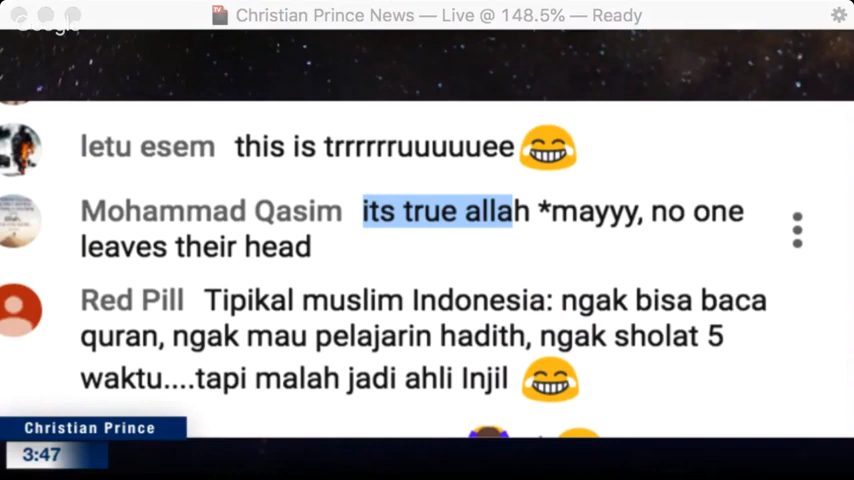 Christian Prince News — Live @ 148.5% — Ready
Google
letu esem this is trrrrrruuuuuee
Mohammad Qasim its true allah *mayyy, no one
leaves their head
Red Pill Tipikal muslim Indonesia: ngak bisa baca
quran, ngak mau pelajarin hadith, ngak sholat 5
waktu....tapi malah jadi ahli Injil
Christian Prince
3:47